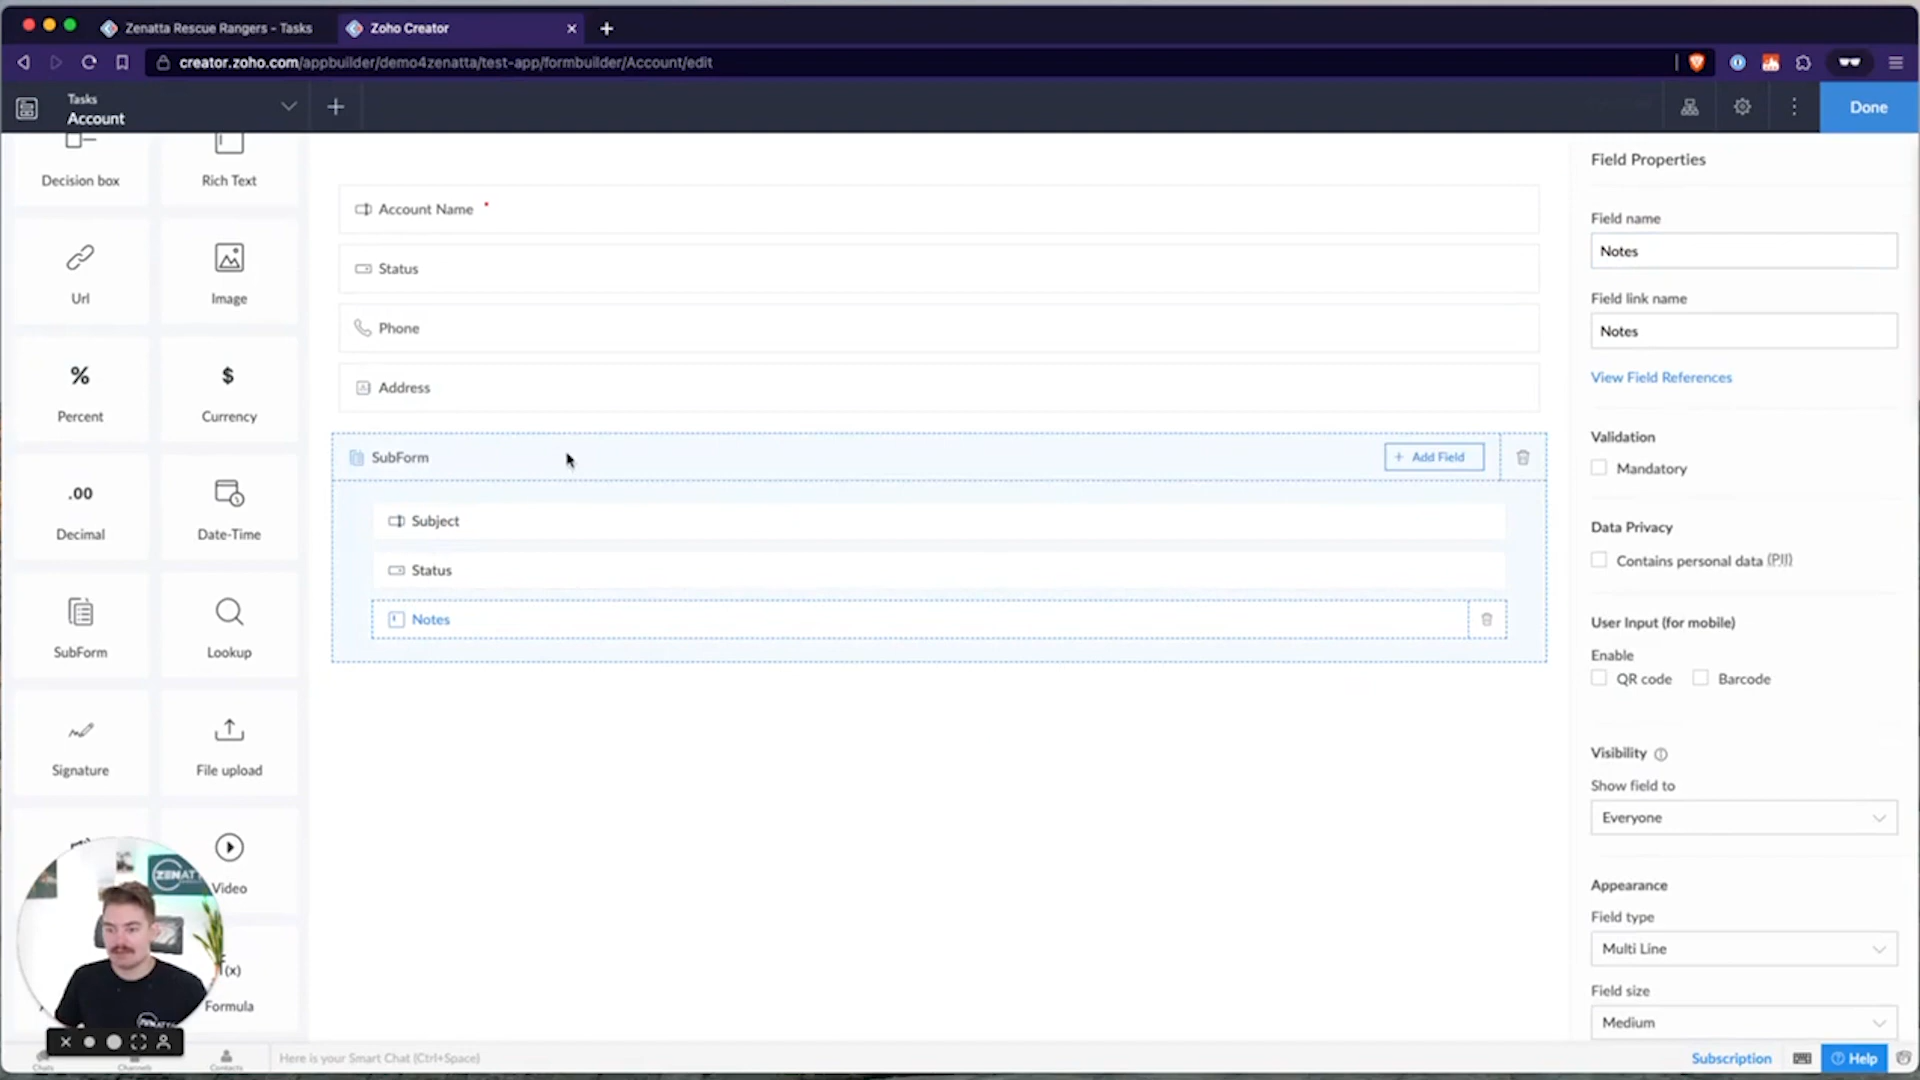 Zenatta Rescue Rangers - Tasks
Zoho Creator
creator.zoho.com/appbuilder/demo4zenatta/test-app/formbuilder/Account/edit
Tasks
Account
Done
Decision box
Rich Text
Url
Image
%
Percent
$
Currency
.00
Decimal
Date-Time
SubForm
Lookup
Signature
File upload
Video
(x)
Formula
Account Name *
Status
Phone
Address
SubForm
+ Add Field
Subject
Status
Notes
Field Properties
Field name
Notes
Field link name
Notes
View Field References
Validation
Mandatory
Data Privacy
Contains personal data (PII)
User Input (for mobile)
Enable
QR code
Barcode
Visibility
Show field to
Everyone
Appearance
Field type
Multi Line
Field size
Medium
ZENAT
Chats
Channels
Contacts
Here is your Smart Chat (Ctrl+Space)
Subscription
Help